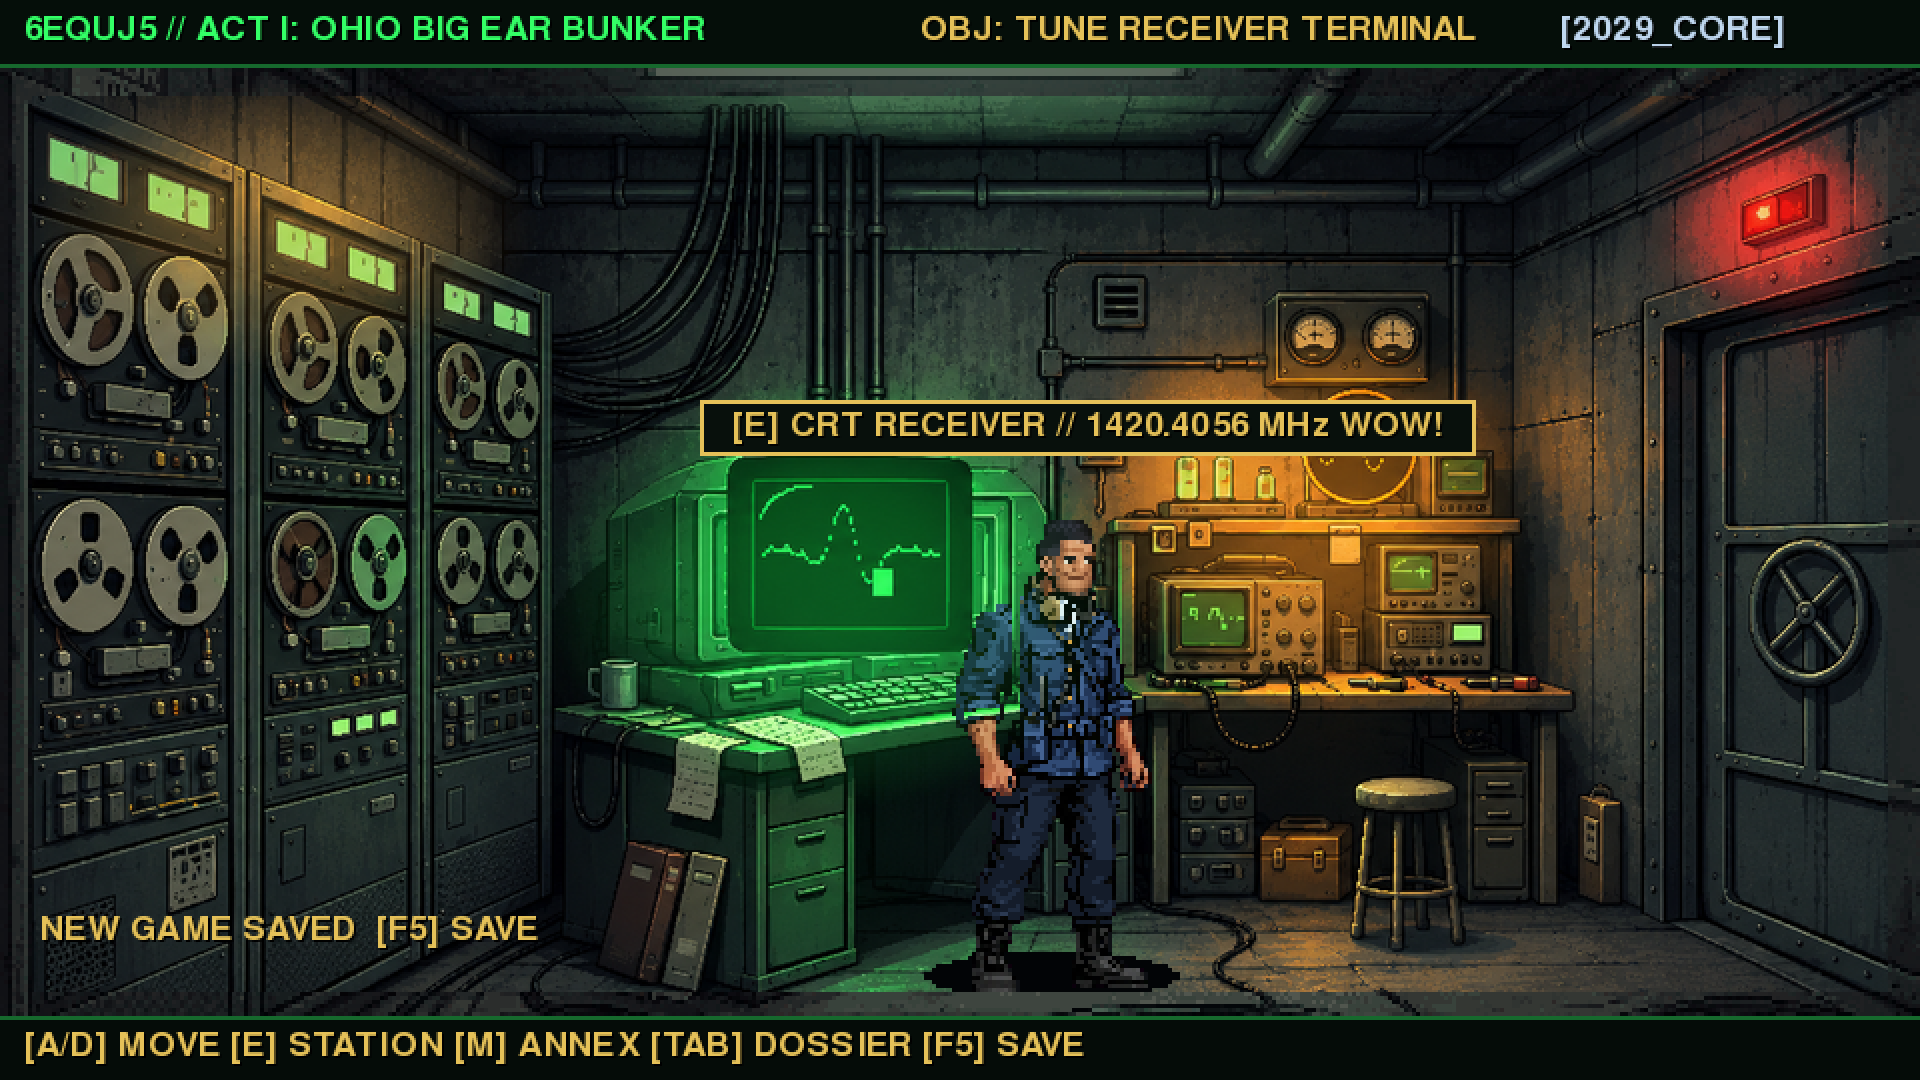 6EQUJ5 // ACT I: OHIO BIG EAR BUNKER
OBJ: TUNE RECEIVER TERMINAL
[2029_CORE]
[E] CRT RECEIVER // 1420.4056 MHz WOW!
NEW GAME SAVED [F5] SAVE
[A/D] MOVE [E] STATION [M] ANNEX [TAB] DOSSIER [F5] SAVE